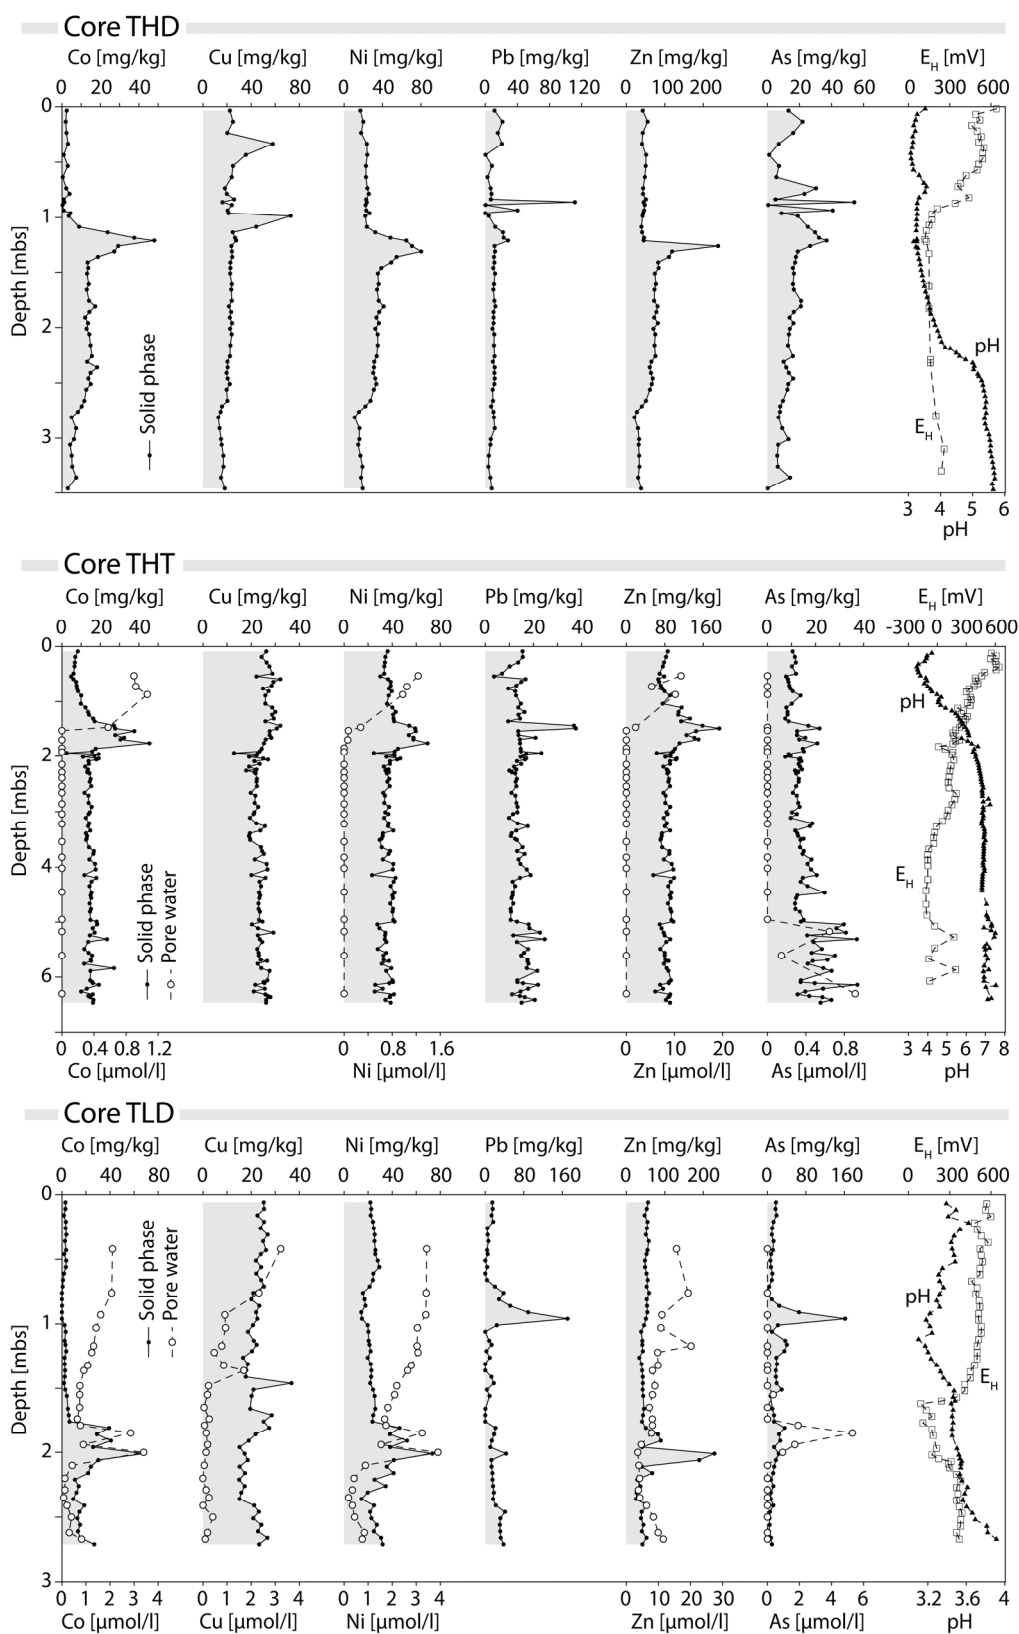 Core THD
Co [mg/kg] Cu [mg/kg] Ni [mg/kg] Pb [mg/kg] Zn [mg/kg] As [mg/kg] E_H [mV]
0 20 40 0 40 80 0 40 80 0 40 80 120 0 100 200 0 20 40 60 0 300 600
0
1
2
3
Depth [mbs]
Solid phase
pH
E_H
3 4 5 6
pH
Core THT
Co [mg/kg] Cu [mg/kg] Ni [mg/kg] Pb [mg/kg] Zn [mg/kg] As [mg/kg] E_H [mV]
0 20 40 0 20 40 0 40 80 0 20 40 0 80 160 0 20 40 -300 0 300 600
0
2
4
6
Depth [mbs]
Solid phase
Pore water
pH
E_H
0 0.4 0.8 1.2 0 0.8 1.6 0 10 20 0 0.4 0.8 3 4 5 6 7 8
Co [µmol/l] Ni [µmol/l] Zn [µmol/l] As [µmol/l] pH
Core TLD
Co [mg/kg] Cu [mg/kg] Ni [mg/kg] Pb [mg/kg] Zn [mg/kg] As [mg/kg] E_H [mV]
0 40 80 0 20 40 0 40 80 0 80 160 0 100 200 0 80 160 0 300 600
0
1
2
3
Depth [mbs]
Solid phase
Pore water
pH
E_H
0 1 2 3 4 0 1 2 3 4 0 1 2 3 4 0 10 20 30 0 2 4 6 3.2 3.6 4
Co [µmol/l] Cu [µmol/l] Ni [µmol/l] Zn [µmol/l] As [µmol/l] pH